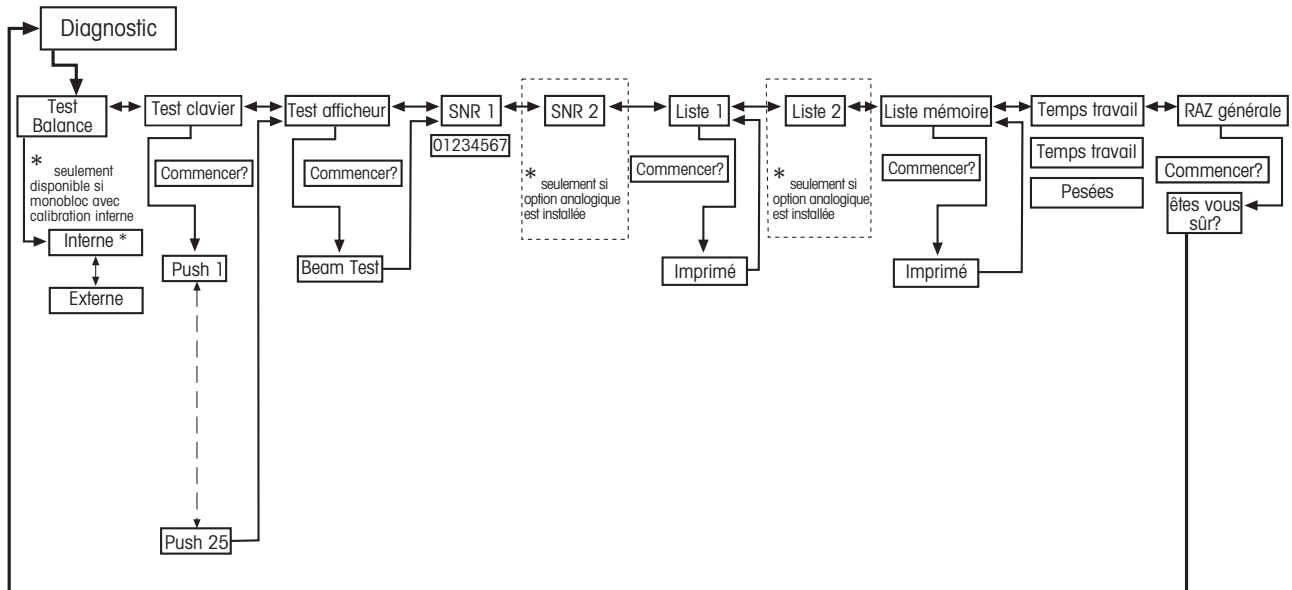 Diagnostic
Test
Balance
Test clavier
Test afficheur
SNR 1
SNR 2
Liste 1
Liste 2
Liste mémoire
Temps travail
RAZ générale
01234567
Temps travail
* seulement
disponible si
monobloc avec
calibration interne
Commencer?
Commencer?
* seulement si
option analogique
est installée
Commencer?
* seulement si
option analogique
est installée
Commencer?
Pesées
Commencer?
êtes vous
sûr?
Interne *
Externe
Push 1
Beam Test
Imprimé
Imprimé
Push 25